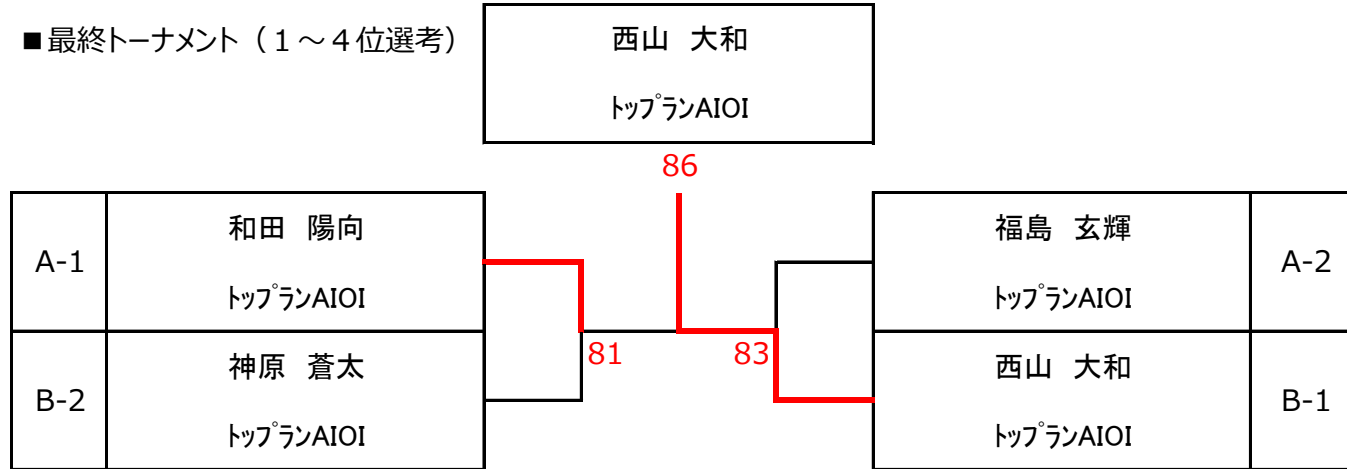 ■最終トーナメント（１～４位選考）
西山　大和
ﾄｯﾌﾟﾗﾝAIOI
86
A-1
和田　陽向
ﾄｯﾌﾟﾗﾝAIOI
福島　玄輝
ﾄｯﾌﾟﾗﾝAIOI
A-2
81
83
B-2
神原　蒼太
ﾄｯﾌﾟﾗﾝAIOI
西山　大和
ﾄｯﾌﾟﾗﾝAIOI
B-1